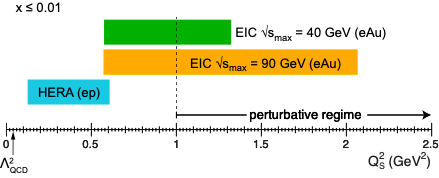 x ≤ 0.01
EIC √smax = 40 GeV (eAu)
EIC √smax = 90 GeV (eAu)
HERA (ep)
perturbative regime
0 0.5 1 1.5 2 2.5
Λ²QCD
Q²S (GeV²)